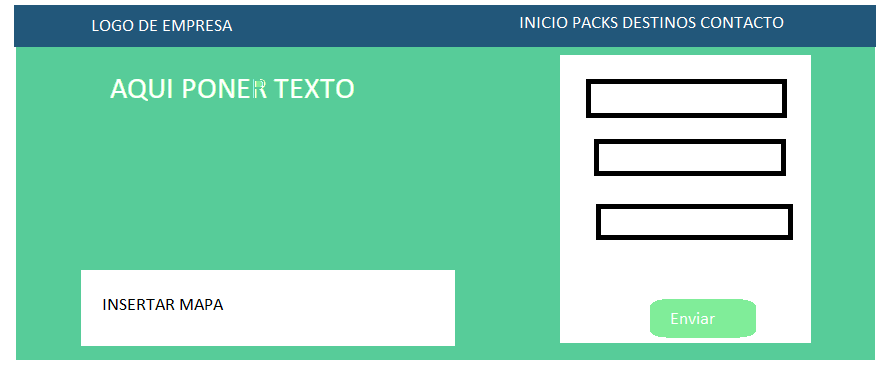 LOGO DE EMPRESA
INICIO PACKS DESTINOS CONTACTO
AQUI PONER TEXTO
INSERTAR MAPA
Enviar